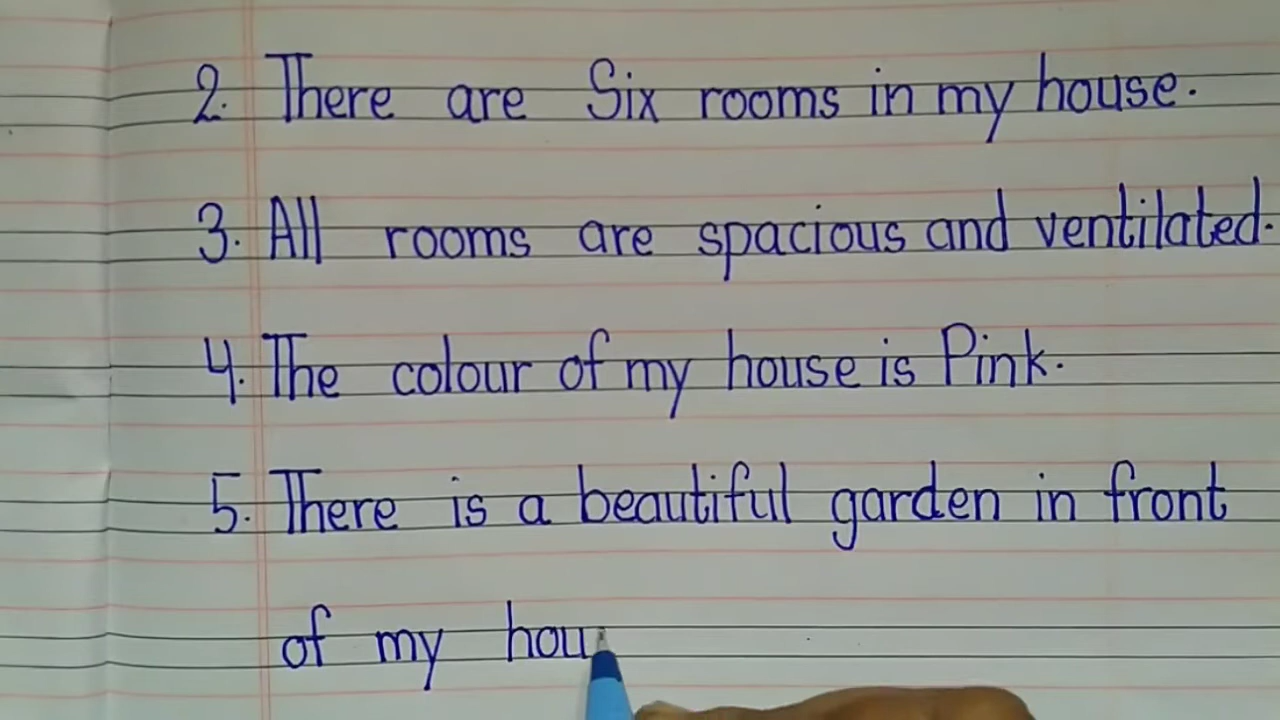 2. There are Six rooms in my house.
3. All rooms are spacious and ventilated.
4. The colour of my house is Pink.
5. There is a beautiful garden in front
of my hou